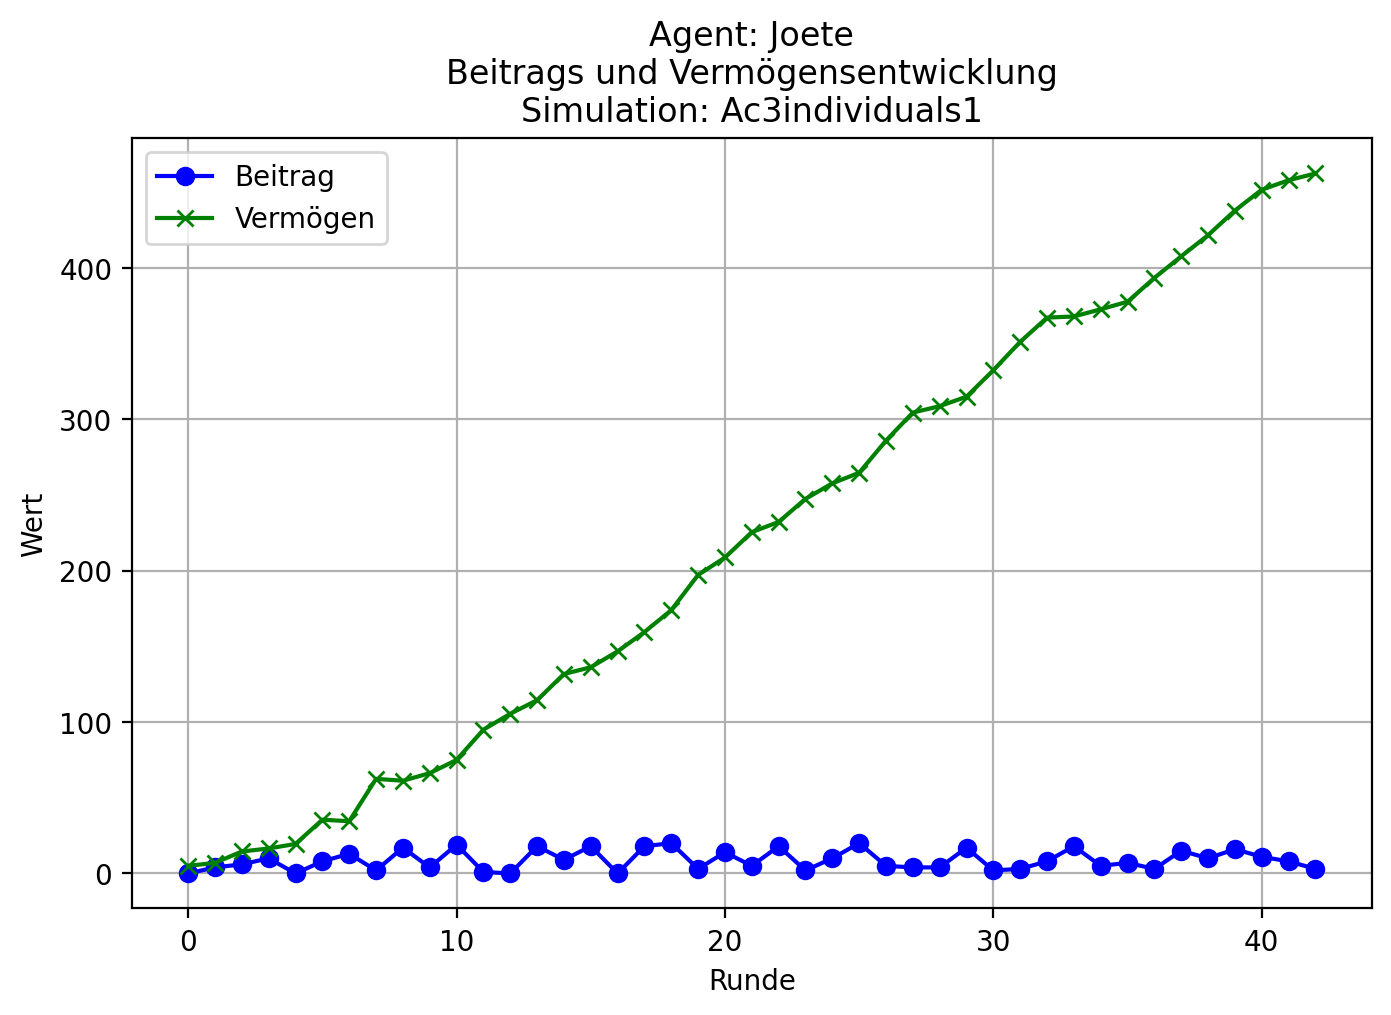 Agent: Joete
Beitrags und Vermögensentwicklung
Simulation: Ac3individuals1
Beitrag
Vermögen
400
300
200
100
0
Wert
0 10 20 30 40
Runde